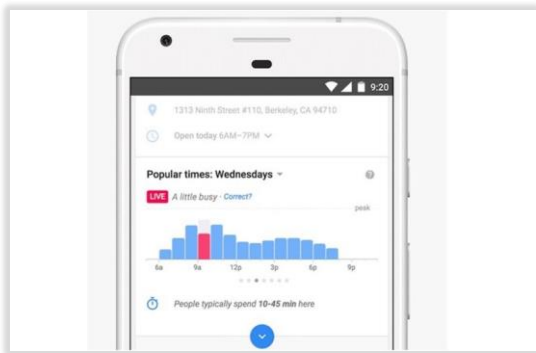 9:20
1313 Ninth Street #110, Berkeley, CA 94710
Open today 6AM–7PM
Popular times: Wednesdays
LIVE A little busy · Correct?
peak
6a 9a 12p 3p 6p 9p
People typically spend 10-45 min here